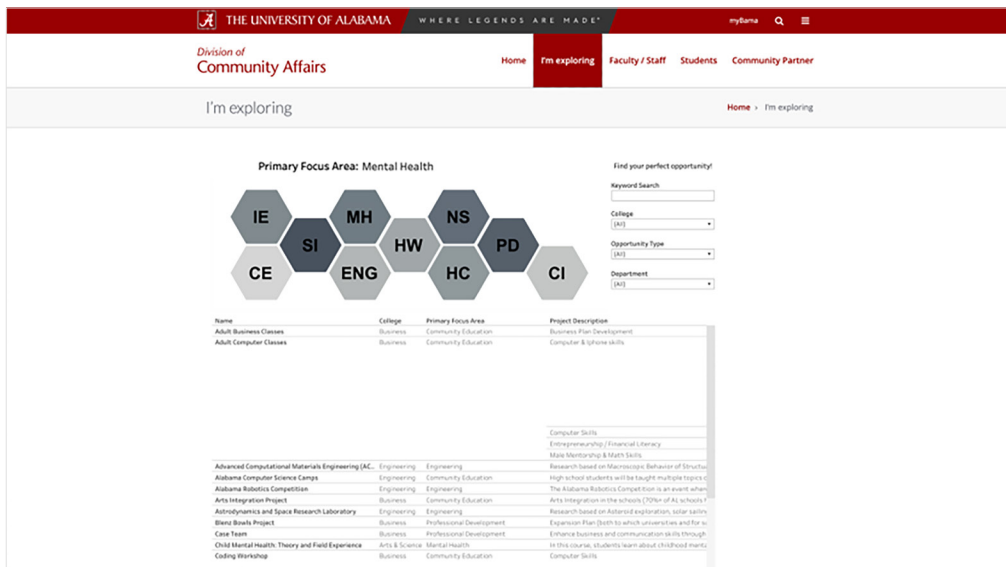 THE UNIVERSITY OF ALABAMA WHERE LEGENDS ARE MADE® myBama
Division of
Community Affairs
Home I'm exploring Faculty / Staff Students Community Partner
I'm exploring Home › I'm exploring
Primary Focus Area: Mental Health
Find your perfect opportunity!
Keyword Search
College
(All)
Opportunity Type
(All)
Department
(All)
IE MH NS
SI HW PD
CE ENG HC CI
Name College Primary Focus Area Project Description
Adult Business Classes Business Community Education Business Plan Development
Adult Computer Classes Business Community Education Computer & Iphone skills
Computer Skills
Entrepreneurship / Financial Literacy
Male Mentorship & Math Skills
Advanced Computational Materials Engineering (AC... Engineering Engineering Research based on Macroscopic Behavior of Structu
Alabama Computer Science Camps Engineering Community Education High school students will be taught multiple topics
Alabama Robotics Competition Engineering Engineering The Alabama Robotics Competition is an event
Arts Integration Project Business Community Education Arts Integration in the schools (70%+ of AL schools
Astrodynamics and Space Research Laboratory Engineering Engineering Research based on Asteroid exploration, solar
Blenz Bowls Project Business Professional Development Expansion Plan (both to which universities and for
Case Team Business Professional Development Enhance business and communication skills through
Child Mental Health: Theory and Field Experience Arts & Science Mental Health In this course, students learn about childhood
Coding Workshop Business Community Education Computer Skills